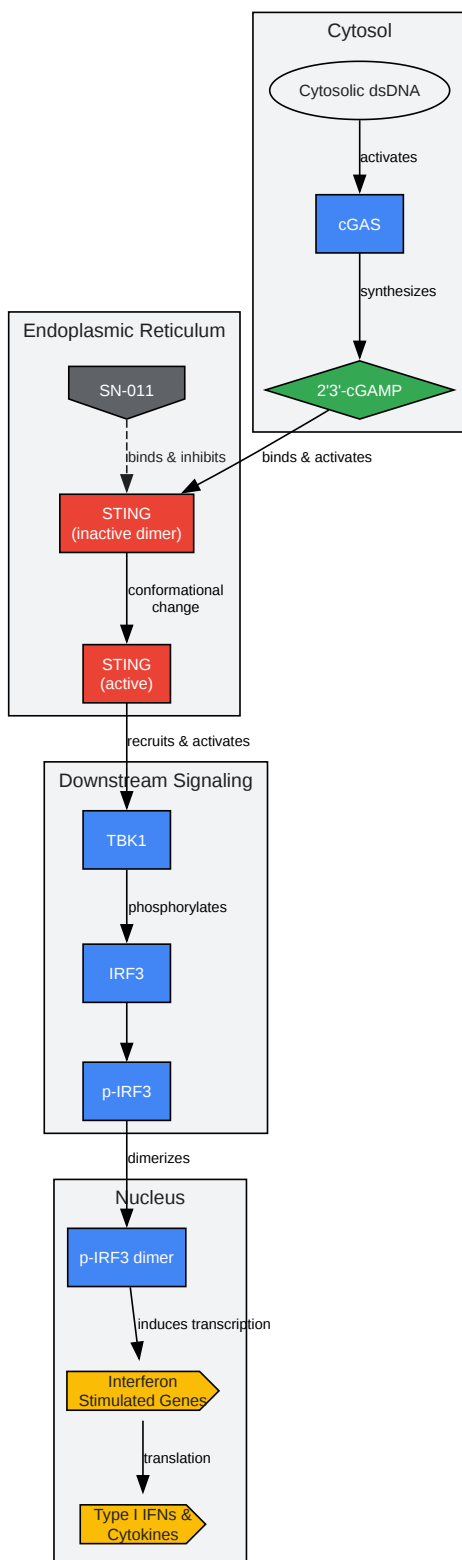 Cytosol
Cytosolic dsDNA
activates
cGAS
synthesizes
2'3'-cGAMP
binds & activates
Endoplasmic Reticulum
SN-011
binds & inhibits
STING
(inactive dimer)
conformational
change
STING
(active)
recruits & activates
Downstream Signaling
TBK1
phosphorylates
IRF3
p-IRF3
dimerizes
Nucleus
p-IRF3 dimer
induces transcription
Interferon
Stimulated Genes
translation
Type I IFNs &
Cytokines